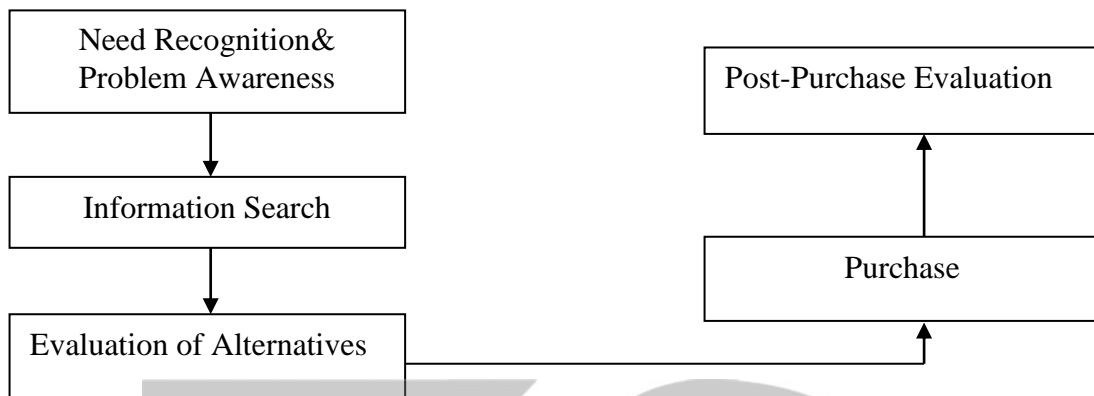 Need Recognition&
Problem Awareness
Information Search
Evaluation of Alternatives
Purchase
Post-Purchase Evaluation